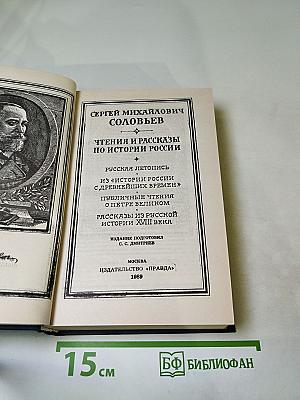 СЕРГЕЙ МИХАЙЛОВИЧ
СОЛОВЬЕВ
ЧТЕНИЯ И РАССКАЗЫ
ПО ИСТОРИИ РОССИИ
РУССКАЯ ЛЕТОПИСЬ
ИЗ «ИСТОРИИ РОССИИ
С ДРЕВНЕЙШИХ ВРЕМЕН»
ПУБЛИЧНЫЕ ЧТЕНИЯ
О ПЕТРЕ ВЕЛИКОМ
РАССКАЗЫ ИЗ РУССКОЙ
ИСТОРИИ XVIII ВЕКА
ИЗДАНИЕ ПОДГОТОВИЛ
С. С. ДМИТРИЕВ
МОСКВА
ИЗДАТЕЛЬСТВО «ПРАВДА»
1989
15 см
БФ БИБЛИОФАН